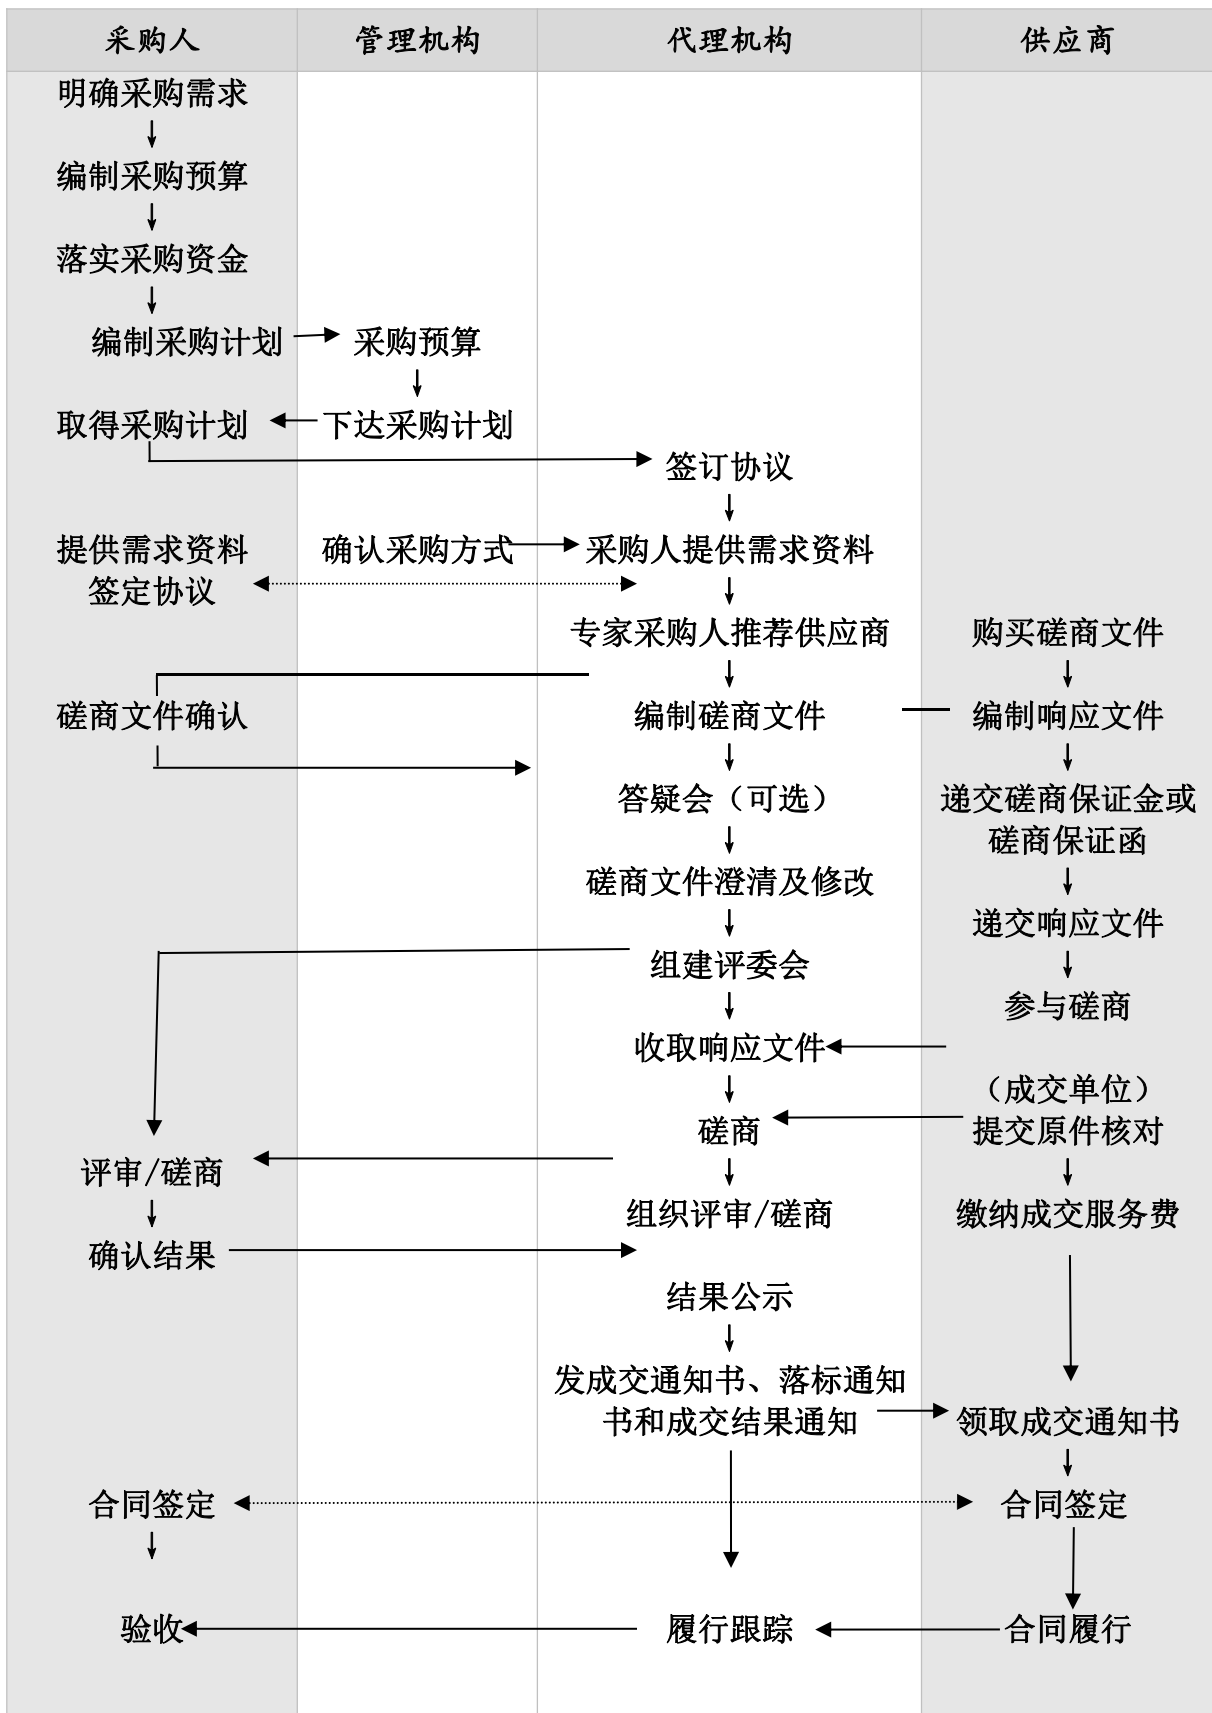 采购人 管理机构 代理机构 供应商
明确采购需求
编制采购预算
落实采购资金
编制采购计划 采购预算
取得采购计划 下达采购计划
签订协议
提供需求资料 确认采购方式 采购人提供需求资料
签定协议
专家采购人推荐供应商 购买磋商文件
磋商文件确认 编制磋商文件 编制响应文件
答疑会（可选） 递交磋商保证金或
磋商保证函
磋商文件澄清及修改
递交响应文件
组建评委会
参与磋商
收取响应文件
（成交单位）
磋商 提交原件核对
评审/磋商
组织评审/磋商 缴纳成交服务费
确认结果
结果公示
发成交通知书、落标通知
书和成交结果通知 领取成交通知书
合同签定 合同签定
验收 履行跟踪 合同履行